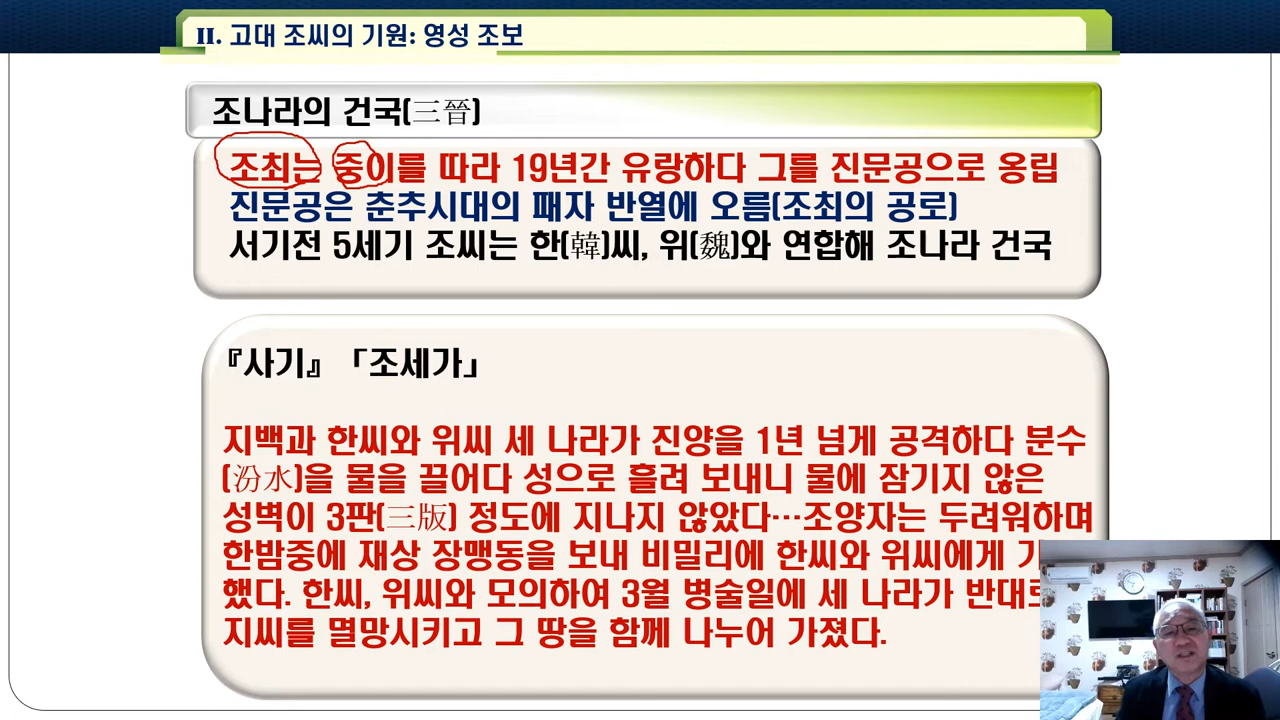 II. 고대 조씨의 기원: 영성 조보
조나라의 건국(三晉)
조최는 중이를 따라 19년간 유랑하다 그를 진문공으로 옹립
진문공은 춘추시대의 패자 반열에 오름(조최의 공로)
서기전 5세기 조씨는 한(韓)씨, 위(魏)와 연합해 조나라 건국
『사기』 「조세가」
지백과 한씨와 위씨 세 나라가 진양을 1년 넘게 공격하다 분수
(汾水)을 물을 끌어다 성으로 흘려 보내니 물에 잠기지 않은
성벽이 3판(三版) 정도에 지나지 않았다…조양자는 두려워하며
한밤중에 재상 장맹동을 보내 비밀리에 한씨와 위씨에게
했다. 한씨, 위씨와 모의하여 3월 병술일에 세 나라가 반대로
지씨를 멸망시키고 그 땅을 함께 나누어 가졌다.